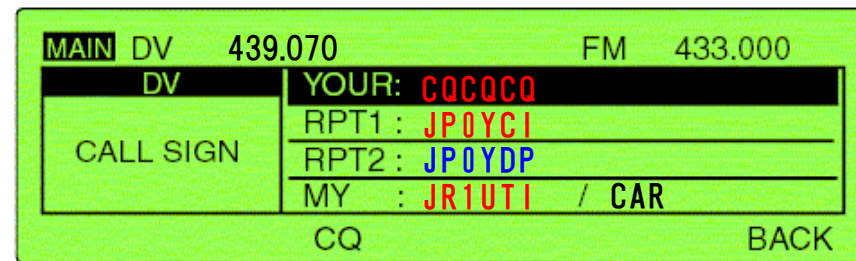 MAIN DV 439.070 FM 433.000
DV YOUR: CQCQCQ
RPT1 : JP0YCI
CALL SIGN RPT2 : JP0YDP
MY : JR1UTI / CAR
CQ BACK